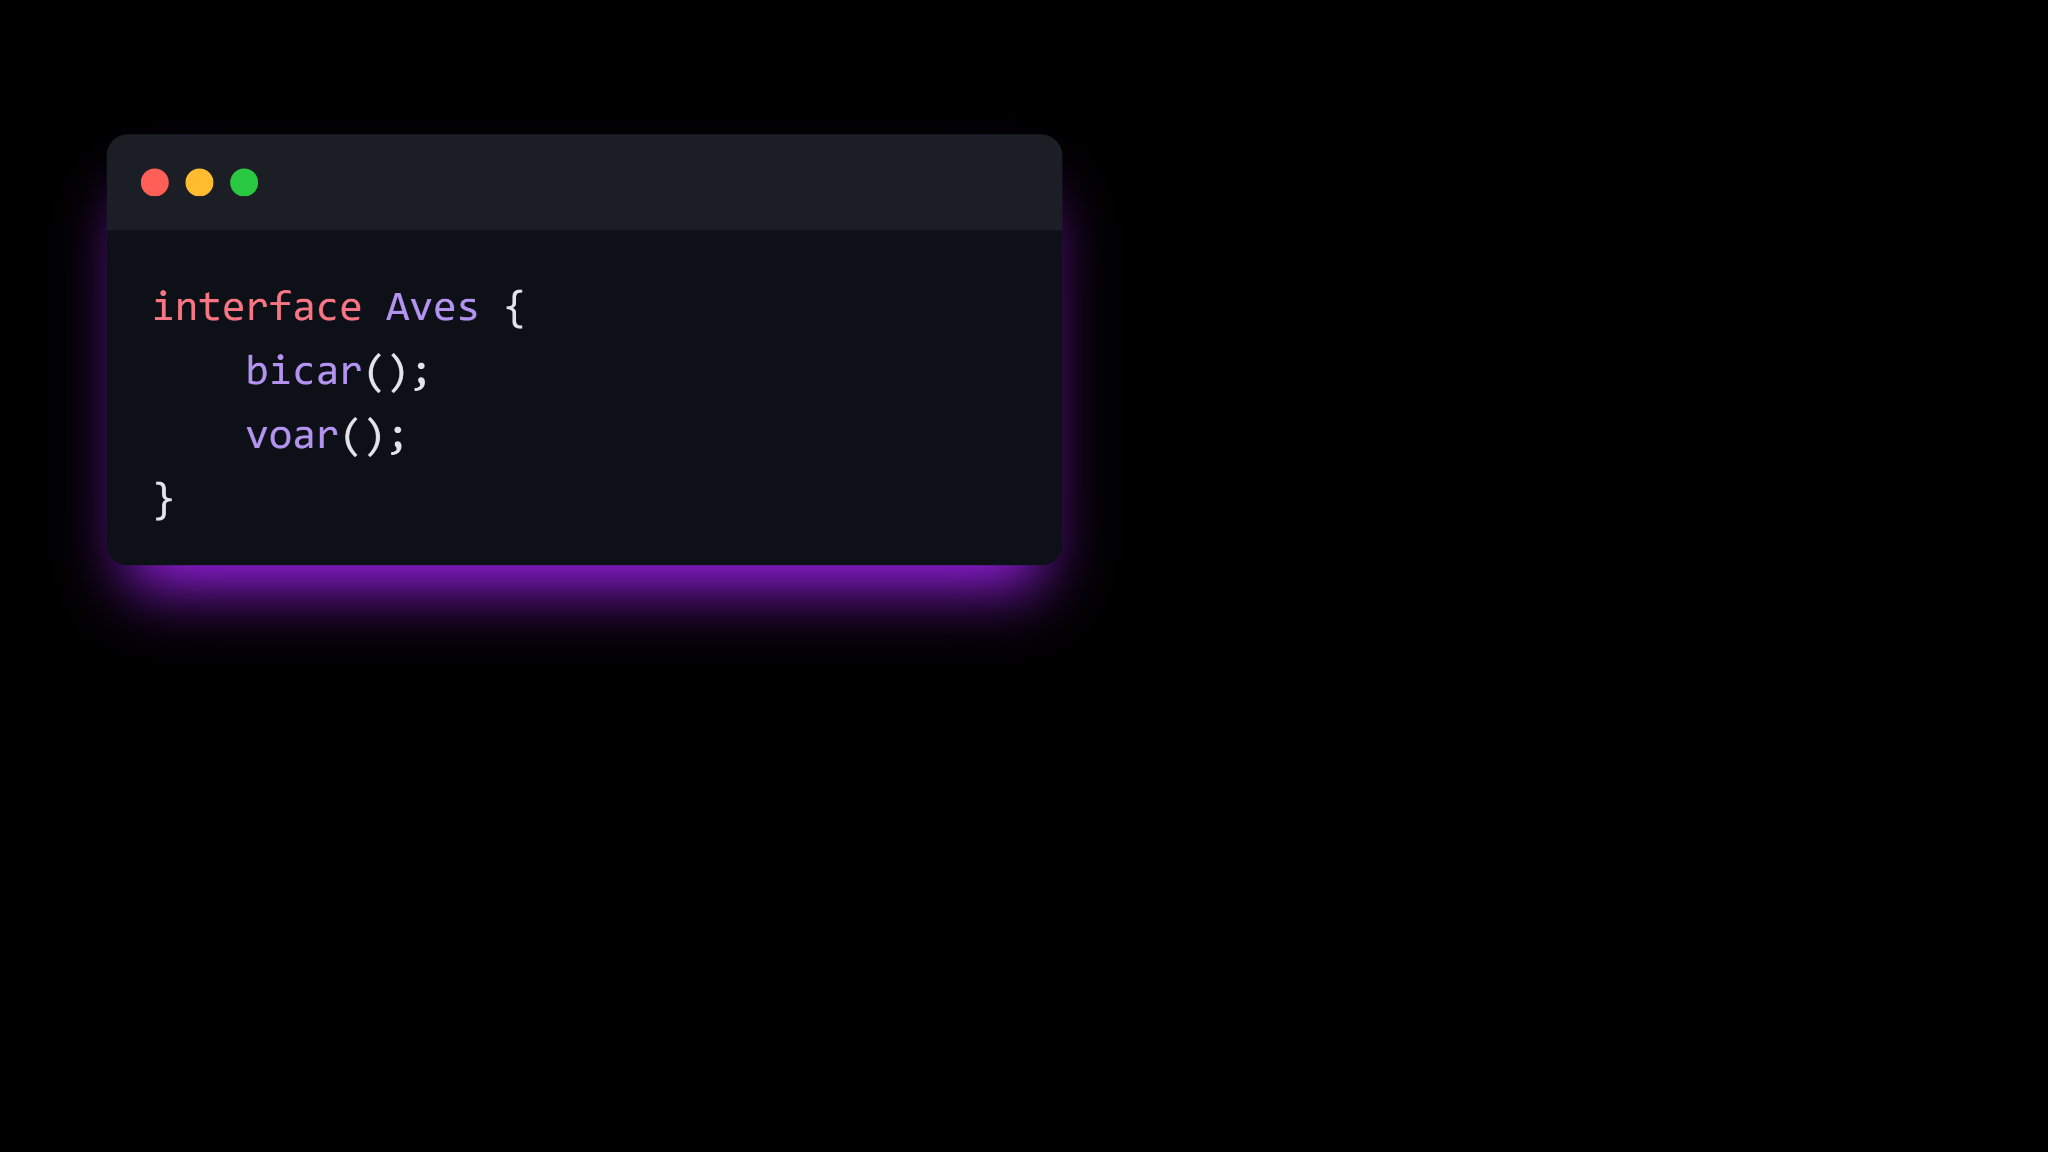 interface Aves {
    bicar();
    voar();
}